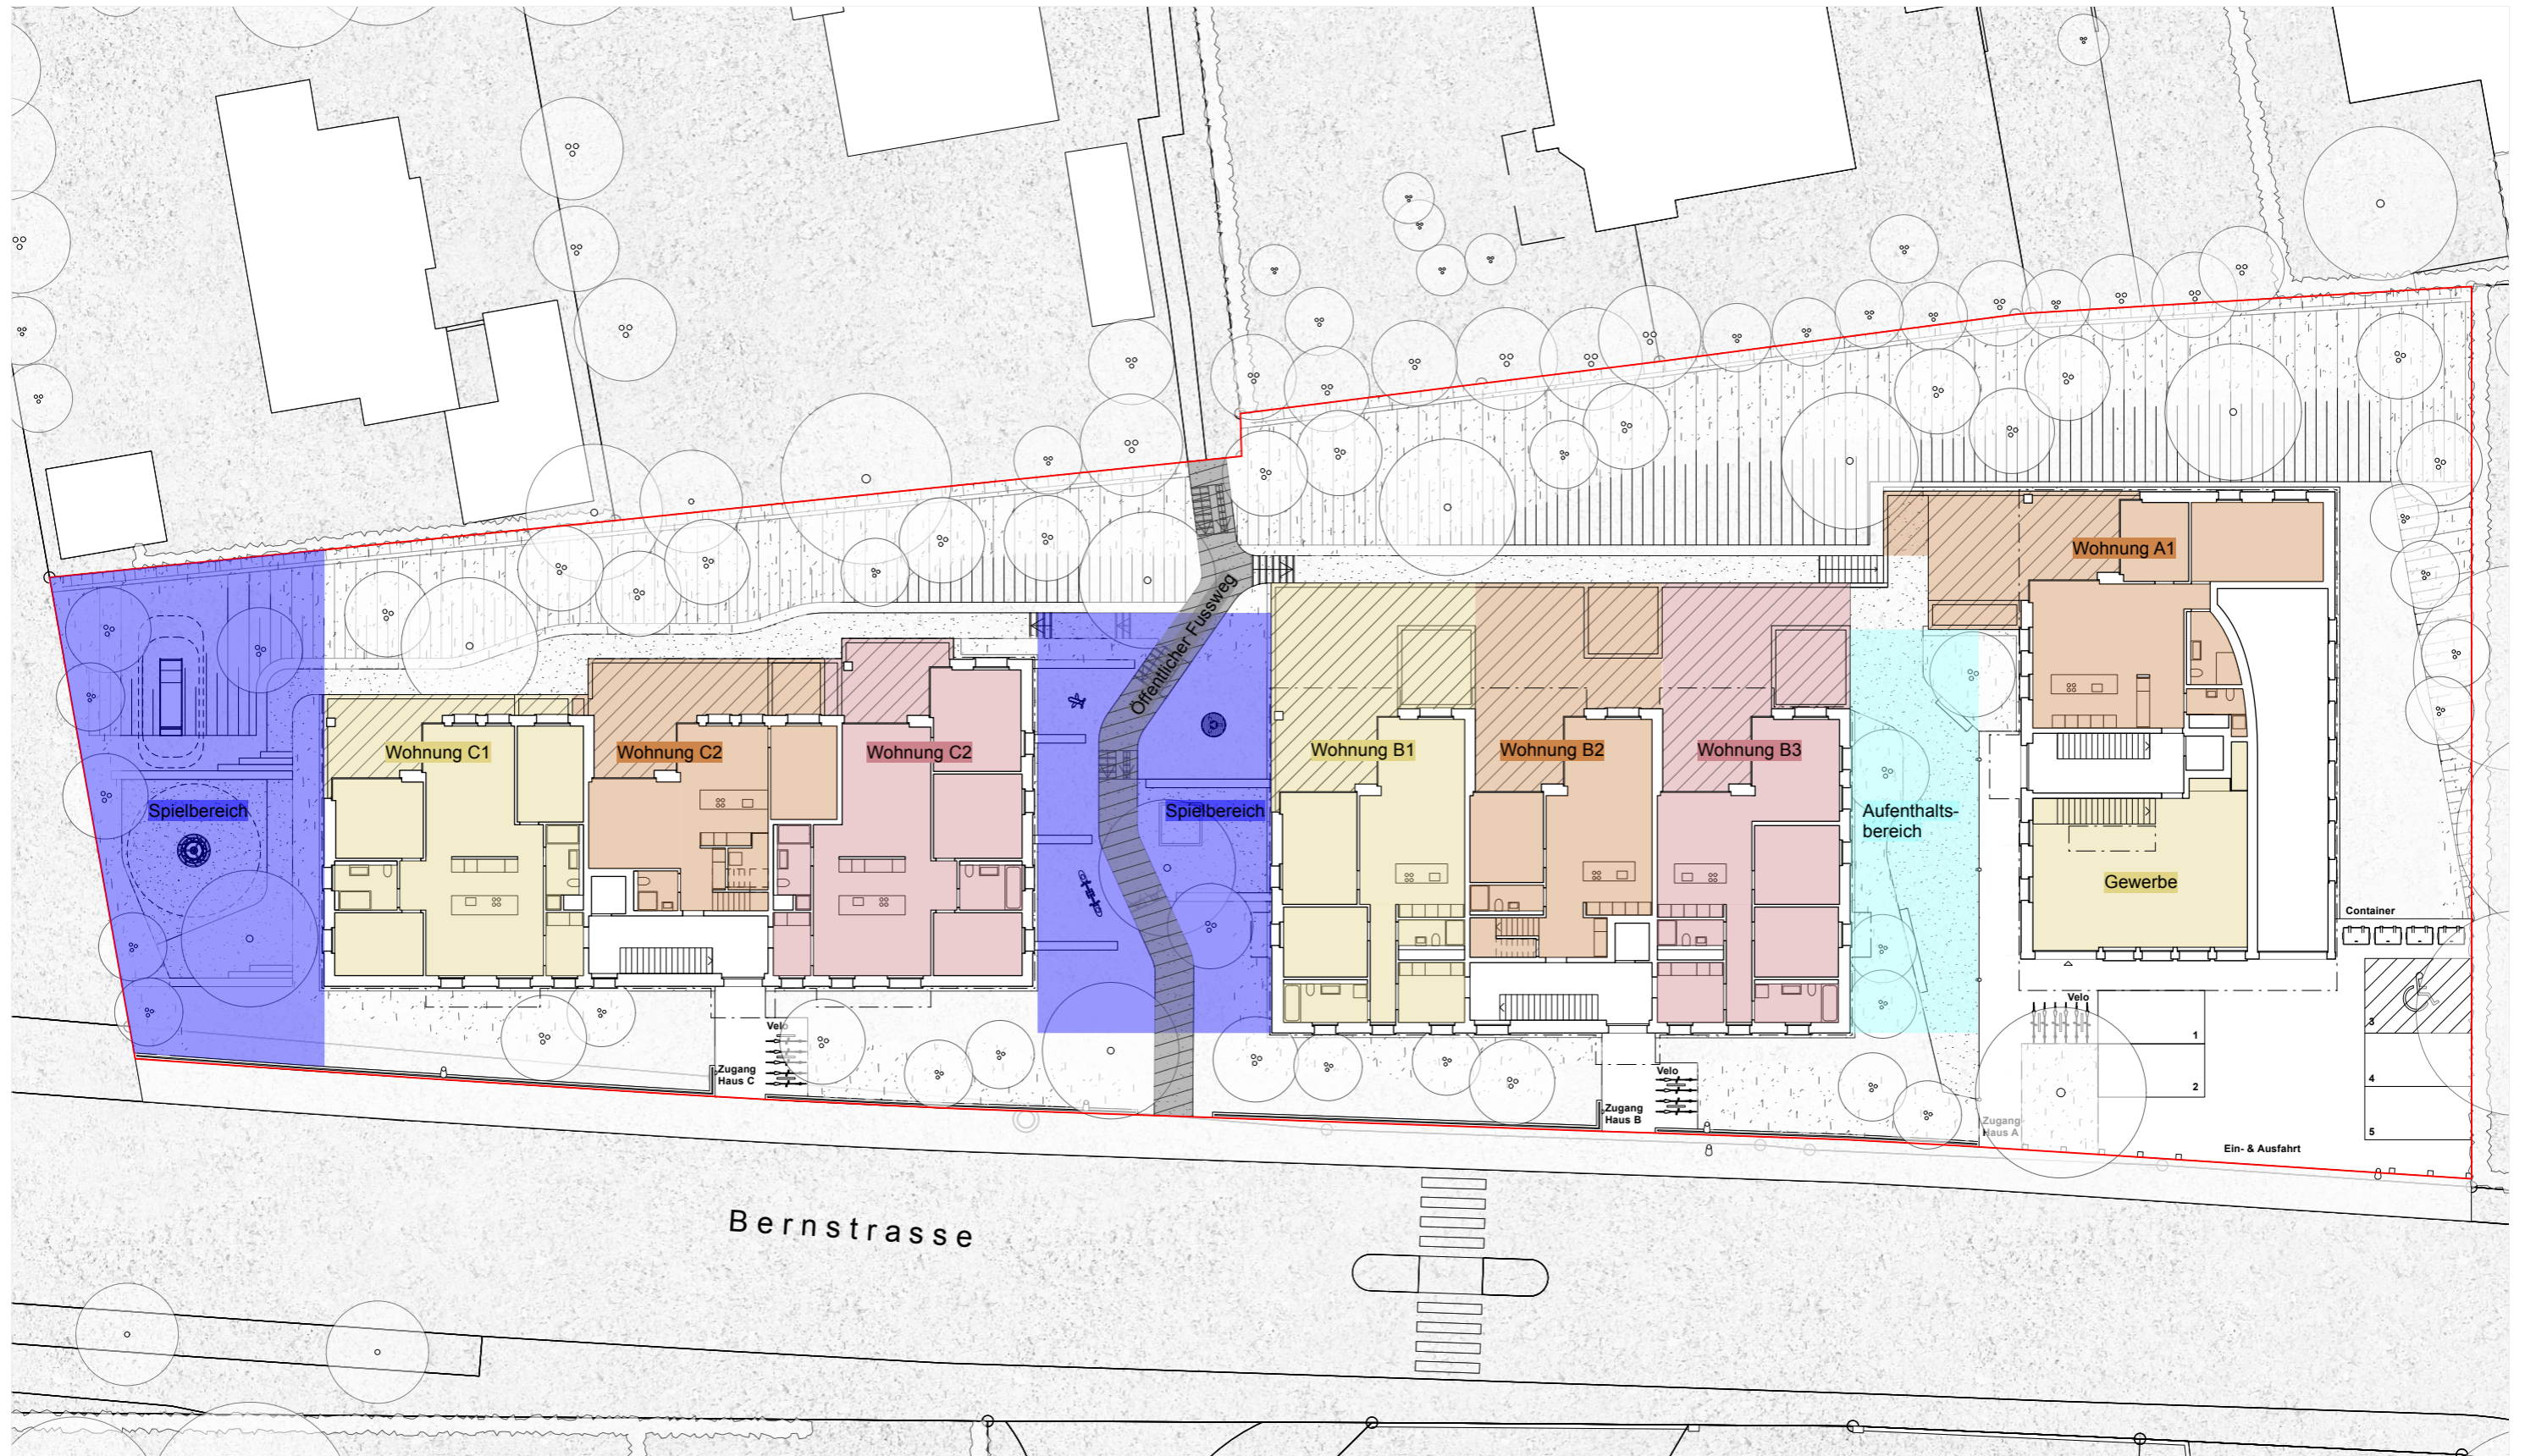 Öffentlicher Fussweg
Wohnung A1
Wohnung C1
Wohnung C2
Wohnung C2
Wohnung B1
Wohnung B2
Wohnung B3
Spielbereich
Spielbereich
Aufenthalts-
bereich
Gewerbe
Container
Velo
1
2
3
4
5
Velo
Zugang
Haus C
Velo
Zugang
Haus B
Zugang
Haus A
Ein- & Ausfahrt
Bernstrasse